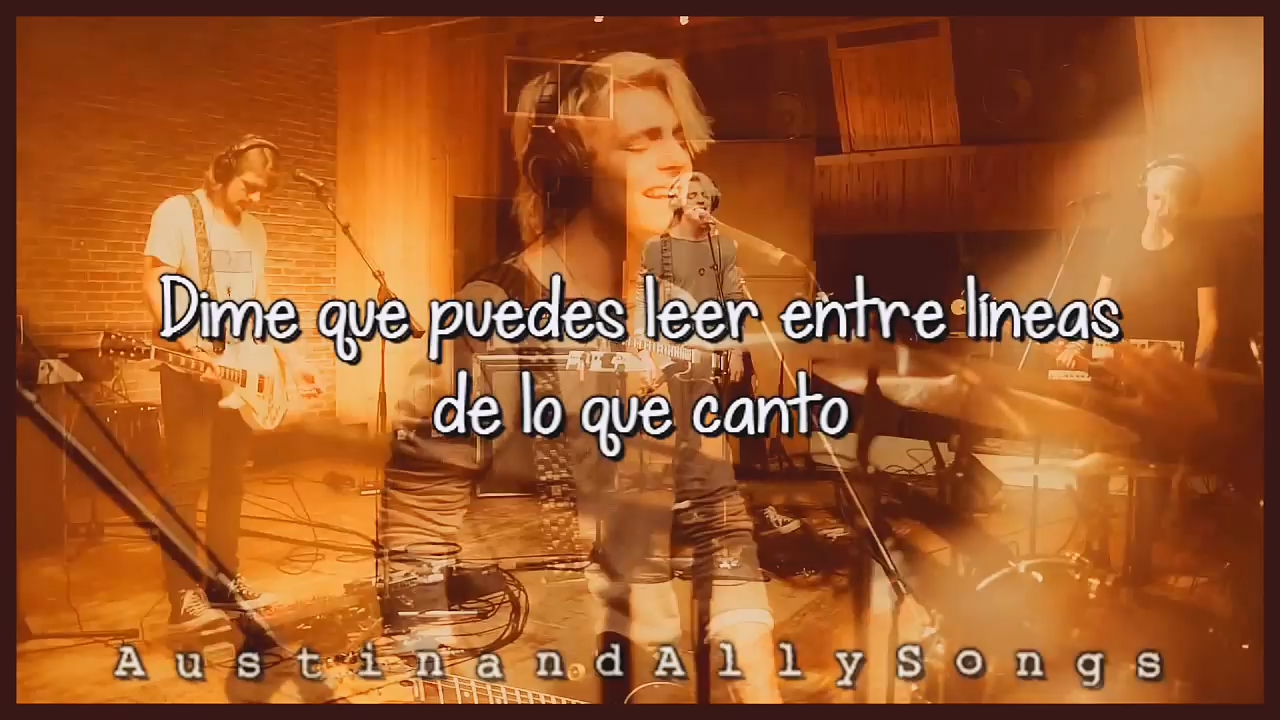 Dime que puedes leer entre líneas
de lo que canto
AustinandAllySongs